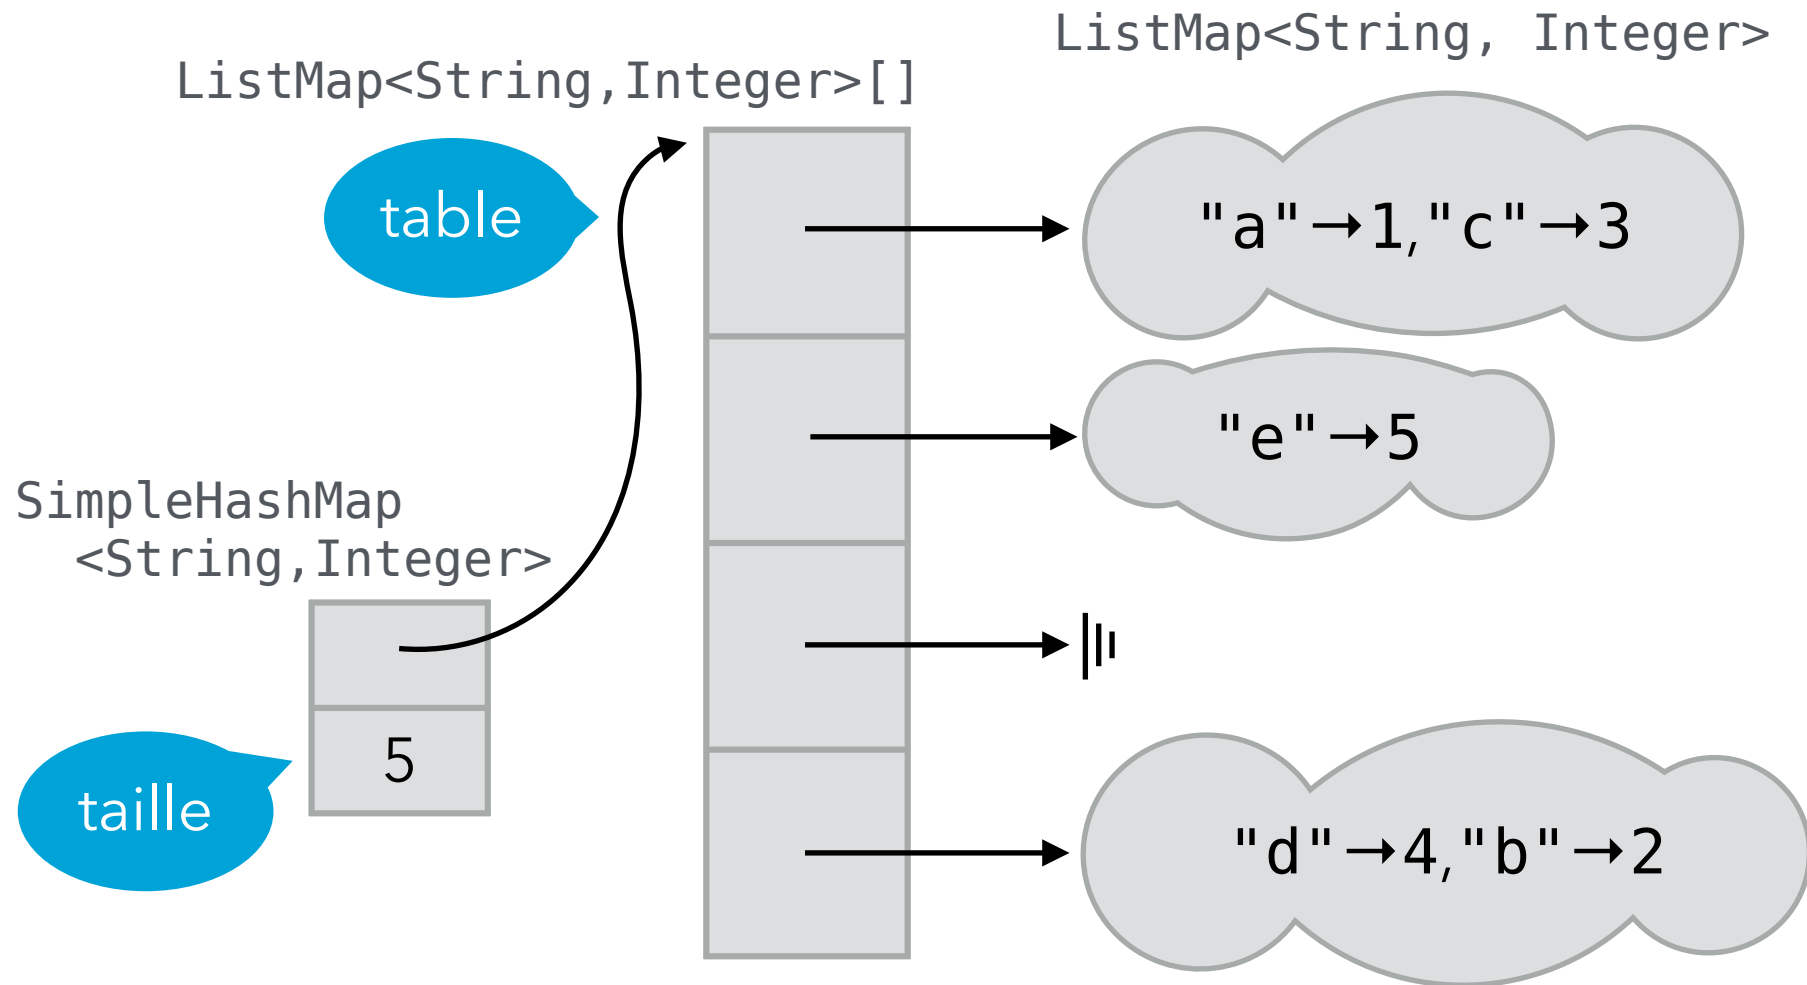 ListMap<String, Integer>
ListMap<String,Integer>[]
table
"a"→1,"c"→3
"e"→5
SimpleHashMap
<String,Integer>
5
taille
"d"→4,"b"→2